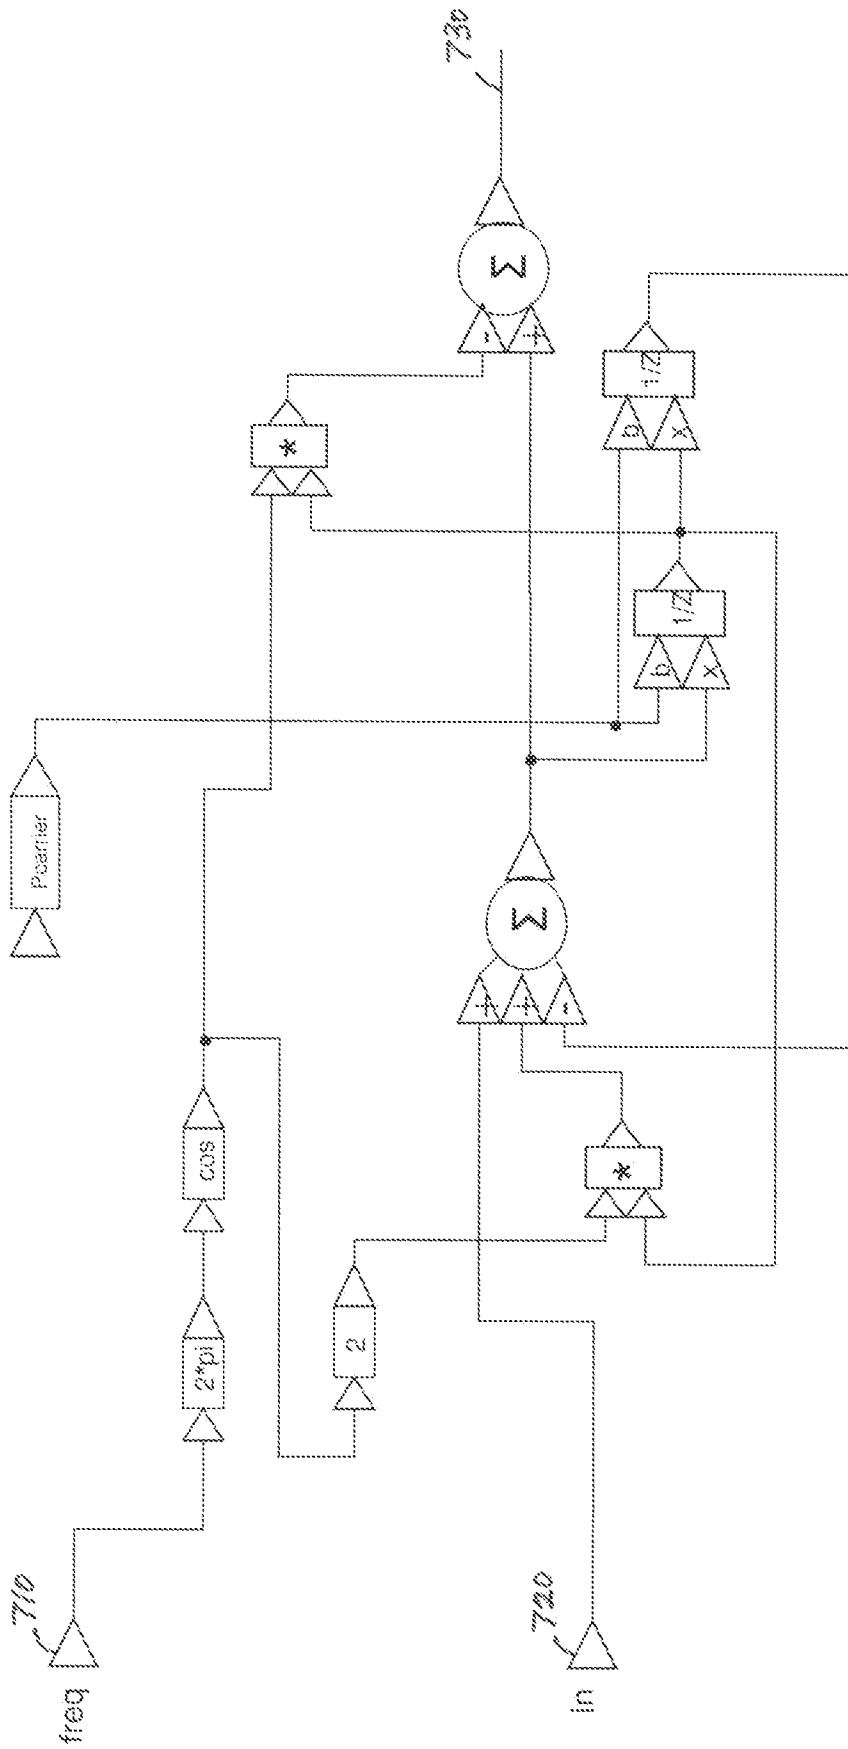 freq
710
2*pi
cos
Pcarrier
*
-
+
Σ
730
2
in
720
*
+
+
-
Σ
b
x
1/Z
b
x
1/Z